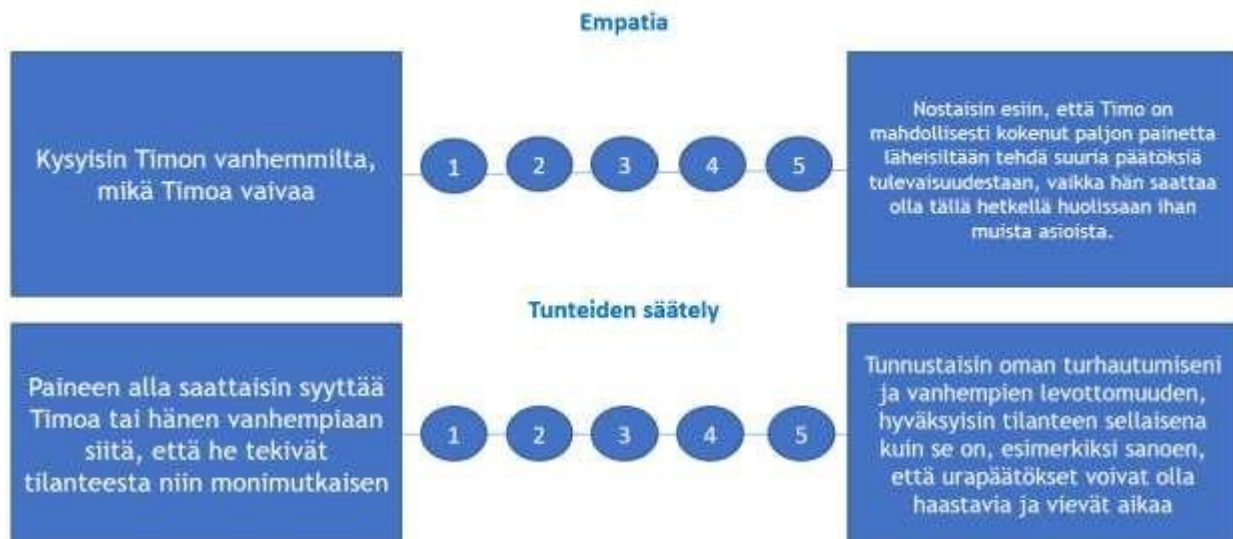 Empatia
Kysyisin Timon vanhemmilta,
mikä Timoa vaivaa
1 2 3 4 5
Nostaisin esiin, että Timo on
mahdollisesti kokenut paljon painetta
läheisiltään tehdä suuria päätöksiä
tulevaisuudestaan, vaikka hän saattaa
olla tällä hetkellä huolissaan ihan
muista asioista.
Tunteiden säätely
Paineen alla saattaisin syyttää
Timoa tai hänen vanhempiaan
siitä, että he tekivät
tilanteesta niin monimutkaisen
1 2 3 4 5
Tunnustaisin oman turhautumiseni
ja vanhempien levottomuuden,
hyväksyisin tilanteen sellaisena
kuin se on, esimerkiksi sanoen,
että urapäätökset voivat olla
haastavia ja vievät aikaa